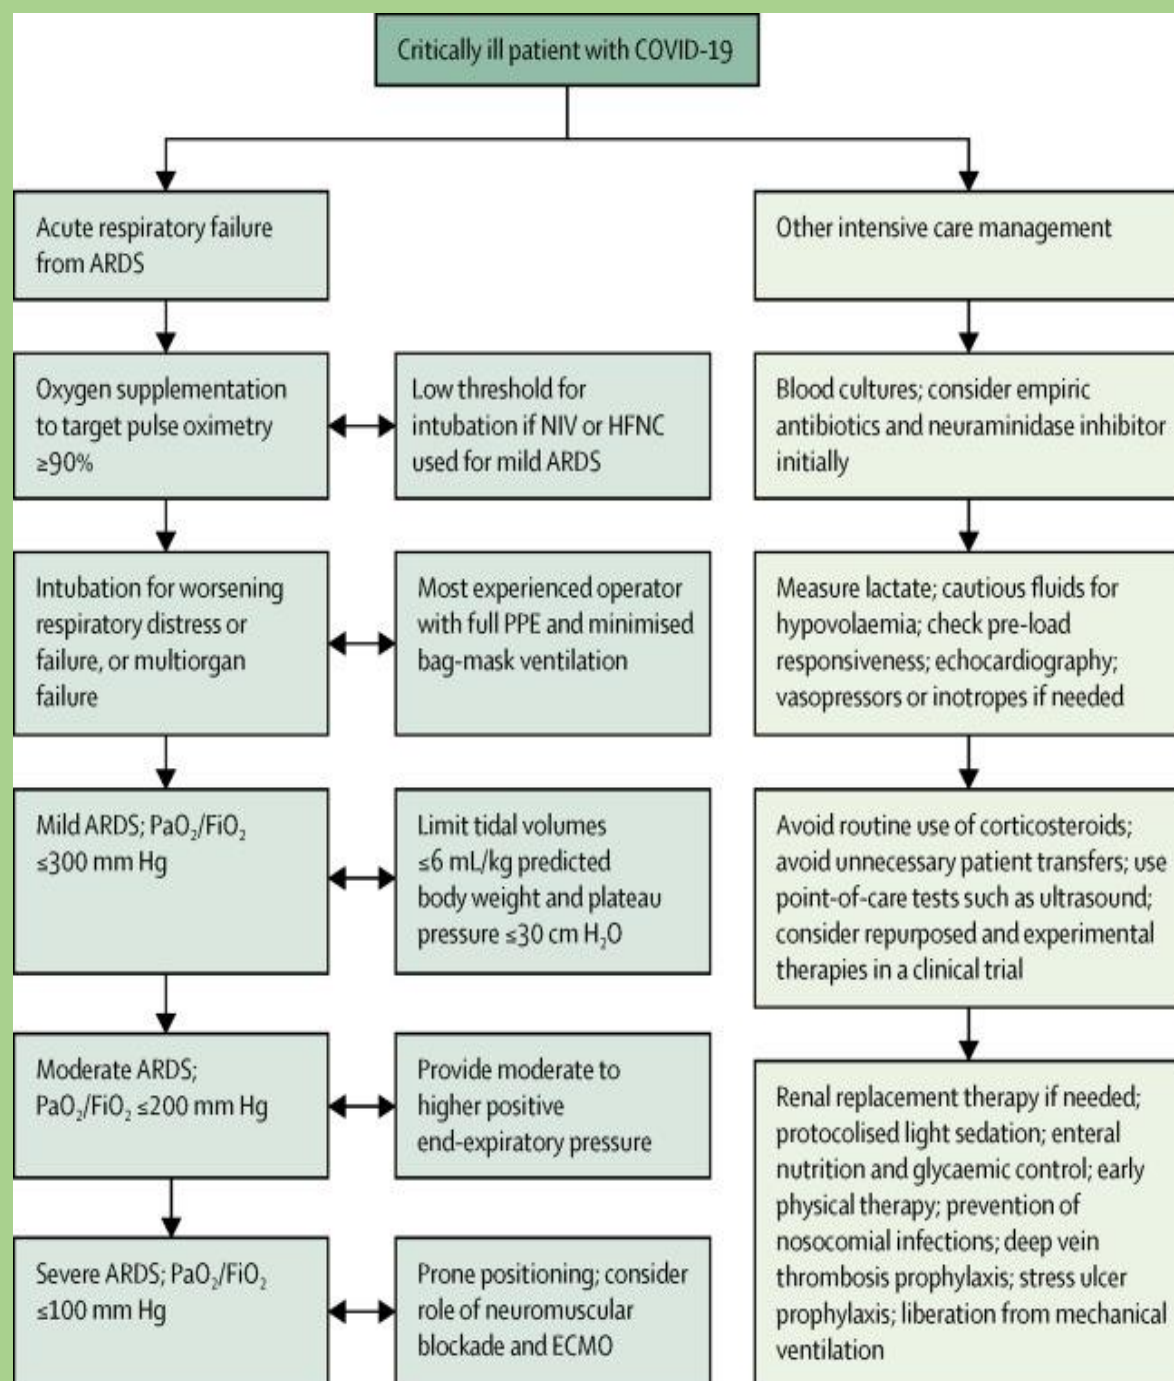 Critically ill patient with COVID-19
Acute respiratory failure
from ARDS
Oxygen supplementation
to target pulse oximetry
≥90%
Low threshold for
intubation if NIV or HFNC
used for mild ARDS
Intubation for worsening
respiratory distress or
failure, or multiorgan
failure
Most experienced operator
with full PPE and minimised
bag-mask ventilation
Mild ARDS; PaO₂/FiO₂
≤300 mm Hg
Limit tidal volumes
≤6 mL/kg predicted
body weight and plateau
pressure ≤30 cm H₂O
Moderate ARDS;
PaO₂/FiO₂ ≤200 mm Hg
Provide moderate to
higher positive
end-expiratory pressure
Severe ARDS; PaO₂/FiO₂
≤100 mm Hg
Prone positioning; consider
role of neuromuscular
blockade and ECMO
Other intensive care management
Blood cultures; consider empiric
antibiotics and neuraminidase inhibitor
initially
Measure lactate; cautious fluids for
hypovolaemia; check pre-load
responsiveness; echocardiography;
vasopressors or inotropes if needed
Avoid routine use of corticosteroids;
avoid unnecessary patient transfers; use
point-of-care tests such as ultrasound;
consider repurposed and experimental
therapies in a clinical trial
Renal replacement therapy if needed;
protocolised light sedation; enteral
nutrition and glycaemic control; early
physical therapy; prevention of
nosocomial infections; deep vein
thrombosis prophylaxis; stress ulcer
prophylaxis; liberation from mechanical
ventilation